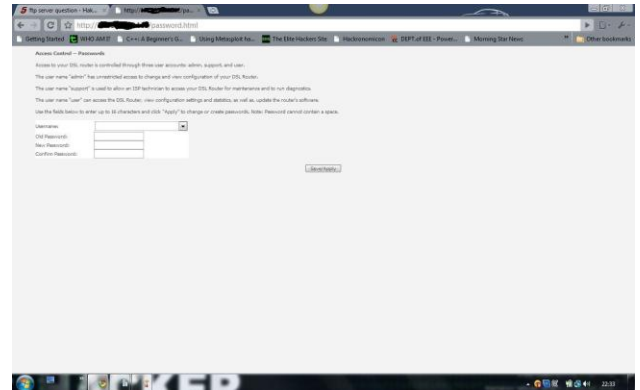 ftp server question - Hak...
http://
/pa...
http://
password.html
Getting Started
WHO AM I?
C++: A Beginner's G...
Using Metasploit to...
The Elite Hackers Site
Hackronomicon
DEPT.of EEE - Power...
Morning Star News
Other bookmarks
Access Control -- Passwords
Access to your DSL router is controlled through three user accounts: admin, support, and user.
The user name "admin" has unrestricted access to change and view configuration of your DSL Router.
The user name "support" is used to allow an ISP technician to access your DSL Router for maintenance and to run diagnostics.
The user name "user" can access the DSL Router, view configuration settings and statistics, as well as, update the router's software.
Use the fields below to enter up to 16 characters and click "Apply" to change or create passwords. Note: Password cannot contain a space.
Username:
Old Password:
New Password:
Confirm Password:
Save/Apply
22:33